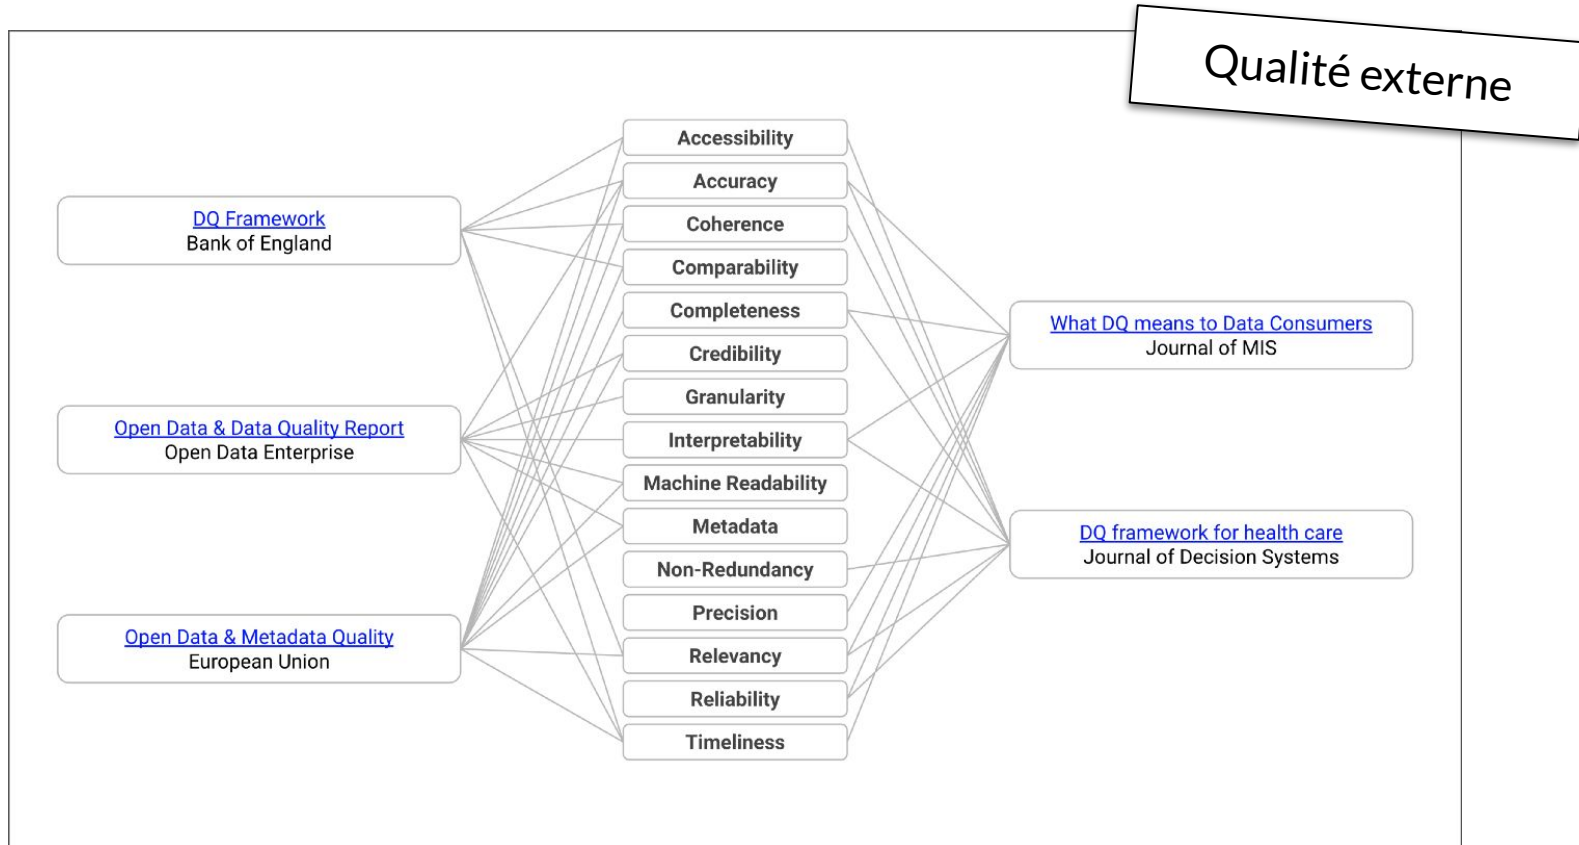 Qualité externe
DQ Framework
Bank of England
Open Data & Data Quality Report
Open Data Enterprise
Open Data & Metadata Quality
European Union
Accessibility
Accuracy
Coherence
Comparability
Completeness
Credibility
Granularity
Interpretability
Machine Readability
Metadata
Non-Redundancy
Precision
Relevancy
Reliability
Timeliness
What DQ means to Data Consumers
Journal of MIS
DQ framework for health care
Journal of Decision Systems